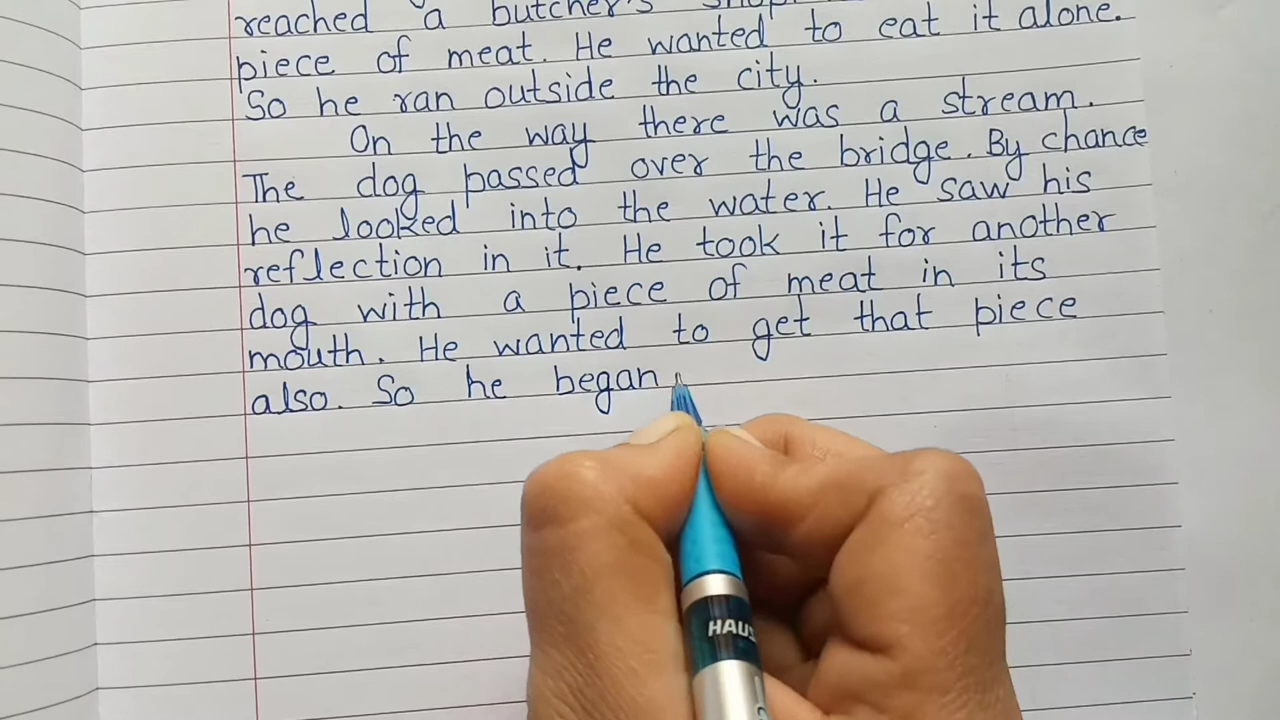 reached a butcher's shop
piece of meat. He wanted to eat it alone.
So he ran outside the city.
On the way there was a stream.
The dog passed over the bridge. By chance
he looked into the water. He saw his
reflection in it. He took it for another
dog with a piece of meat in its
mouth. He wanted to get that piece
also. So he began
HAUS